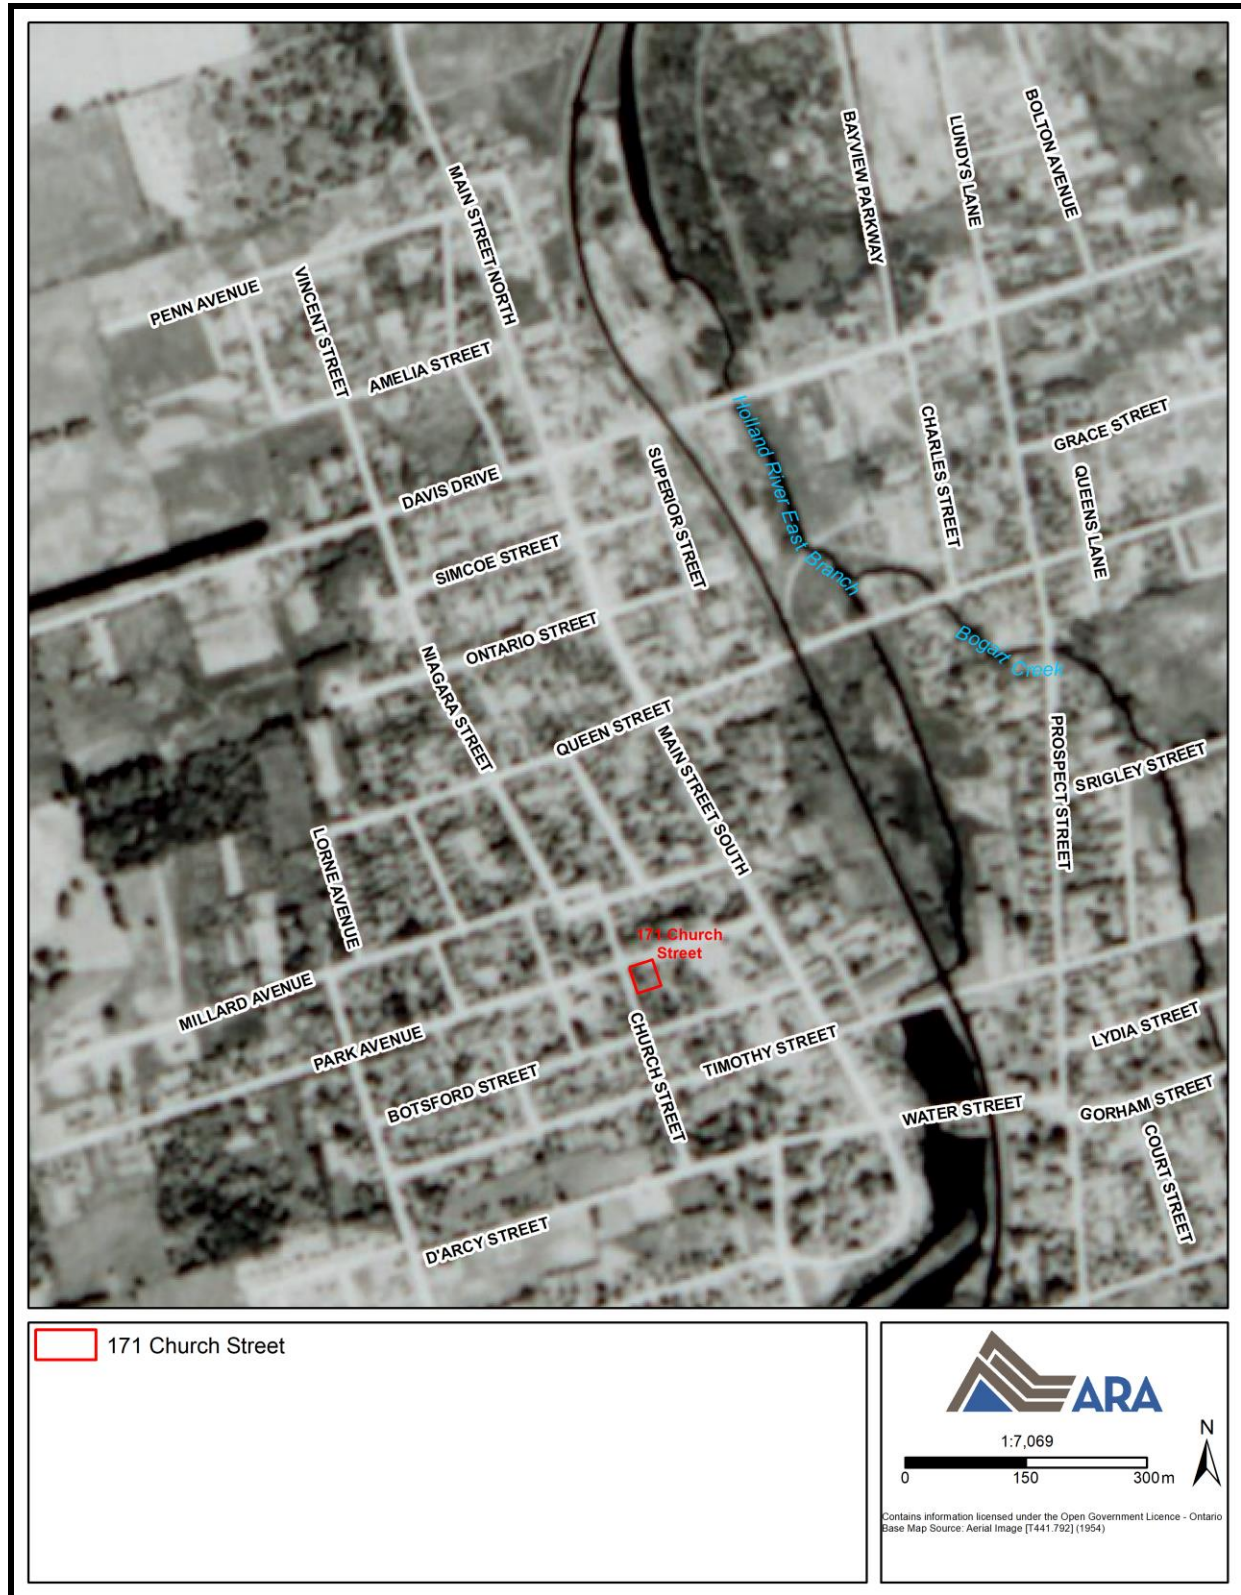 BOLTON AVENUE
BAYVIEW PARKWAY
LUNDYS LANE
MAIN STREET NORTH
PENN AVENUE
VINCENT STREET
AMELIA STREET
Holland River East Branch
CHARLES STREET
GRACE STREET
SUPERIOR STREET
QUEENS LANE
DAVIS DRIVE
SIMCOE STREET
ONTARIO STREET
Bogart Creek
NIAGARA STREET
QUEEN STREET
MAIN STREET SOUTH
PROSPECT STREET
SRIGLEY STREET
LORNE AVENUE
171 Church
Street
MILLARD AVENUE
PARK AVENUE
CHURCH STREET
TIMOTHY STREET
LYDIA STREET
BOTSFORD STREET
WATER STREET
GORHAM STREET
COURT STREET
D'ARCY STREET
171 Church Street
ARA
N
1:7,069
0 150 300m
Contains information licensed under the Open Government Licence - Ontario
Base Map Source: Aerial Image [T441.792] (1954)